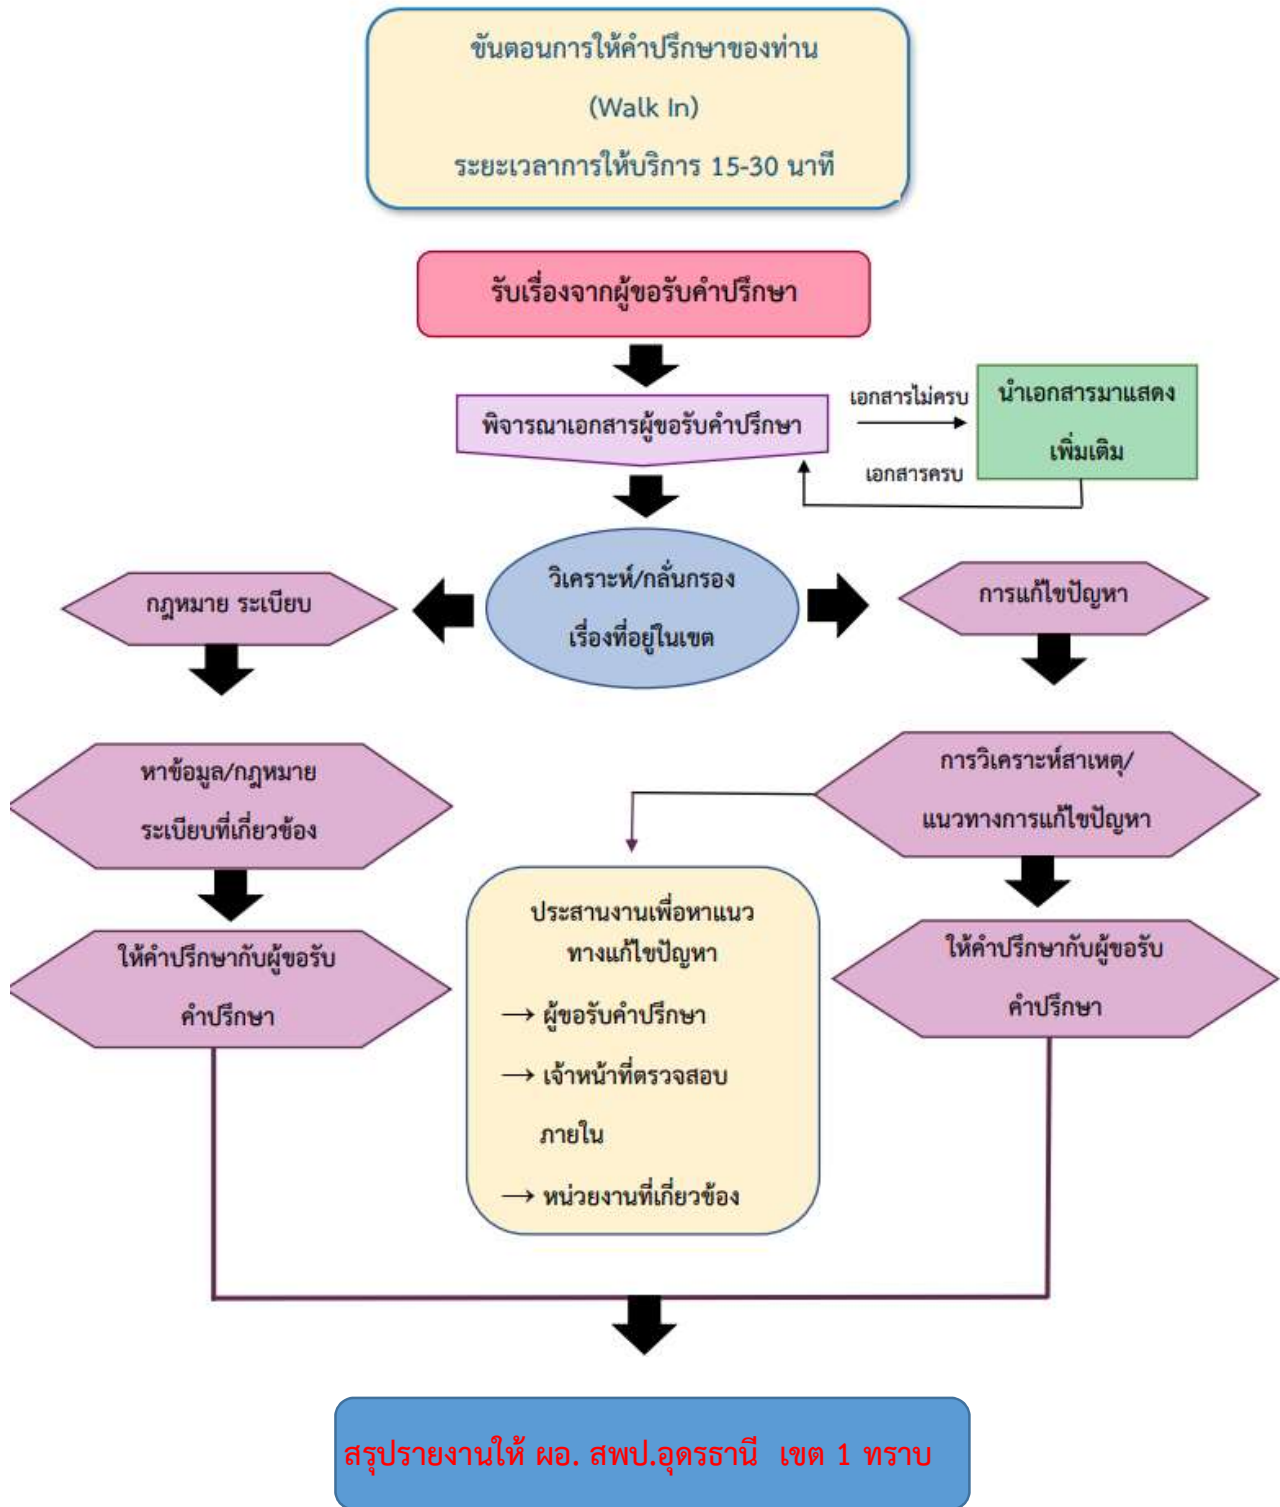 ขันตอนการให้คำปรึกษาของท่าน
(Walk In)
ระยะเวลาการให้บริการ 15-30 นาที
รับเรื่องจากผู้ขอรับคำปรึกษา
พิจารณาเอกสารผู้ขอรับคำปรึกษา
เอกสารไม่ครบ
นำเอกสารมาแสดง
เพิ่มเติม
เอกสารครบ
วิเคราะห์/กลั่นกรอง
เรื่องที่อยู่ในเขต
กฎหมาย ระเบียบ
การแก้ไขปัญหา
หาข้อมูล/กฎหมาย
ระเบียบที่เกี่ยวข้อง
การวิเคราะห์สาเหตุ/
แนวทางการแก้ไขปัญหา
ให้คำปรึกษากับผู้ขอรับ
คำปรึกษา
ประสานงานเพื่อหาแนว
ทางแก้ไขปัญหา
→ ผู้ขอรับคำปรึกษา
→ เจ้าหน้าที่ตรวจสอบ
ภายใน
→ หน่วยงานที่เกี่ยวข้อง
ให้คำปรึกษากับผู้ขอรับ
คำปรึกษา
สรุปรายงานให้ ผอ. สพป.อุดรธานี เขต 1 ทราบ